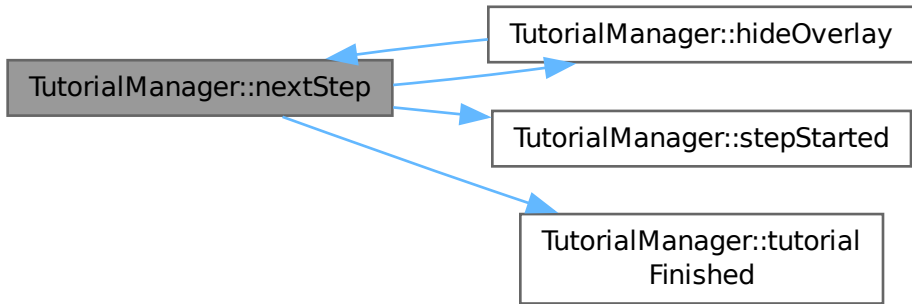 TutorialManager::hideOverlay
TutorialManager::nextStep
TutorialManager::stepStarted
TutorialManager::tutorial
Finished